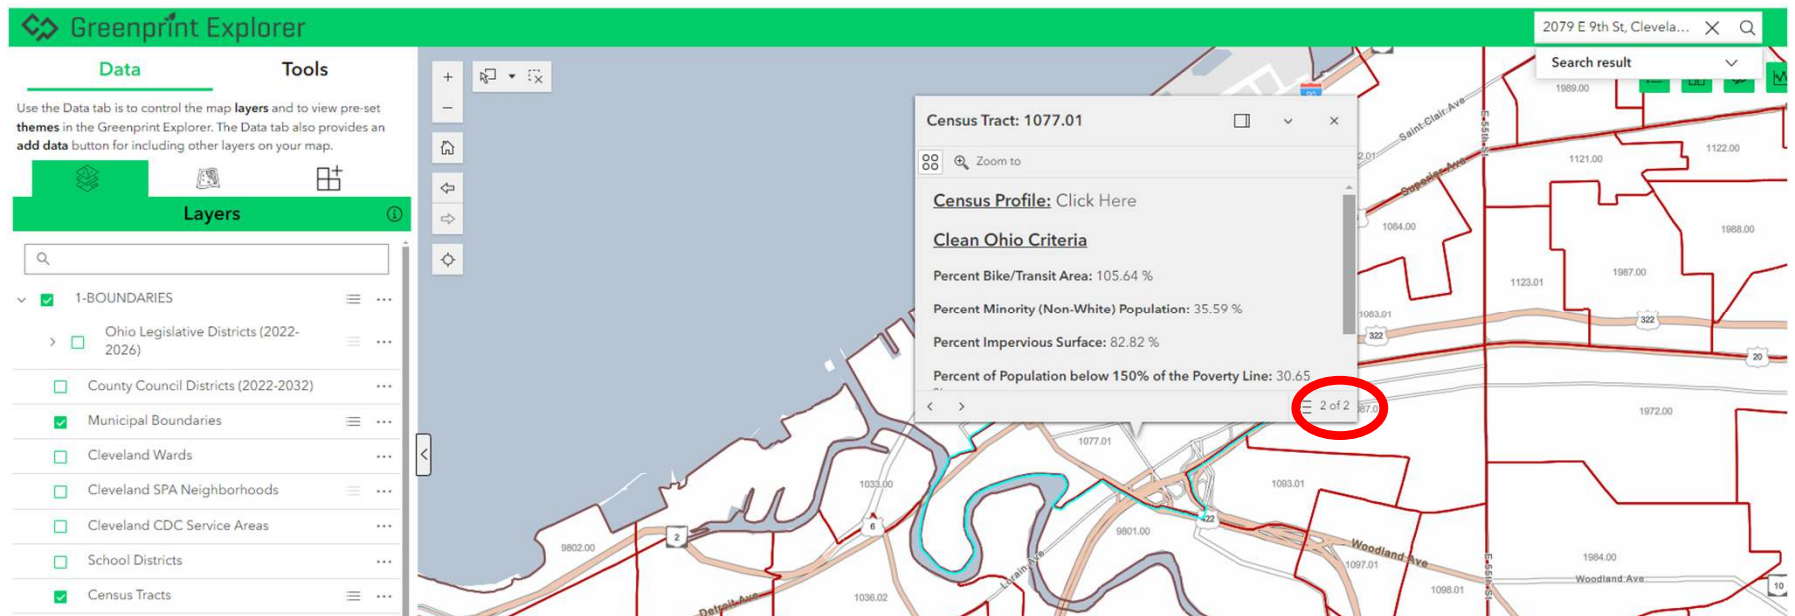 Greenprint Explorer
2079 E 9th St, Clevela...
Search result
Data
Tools
Use the Data tab is to control the map layers and to view pre-set
themes in the Greenprint Explorer. The Data tab also provides an
add data button for including other layers on your map.
Layers
1-BOUNDARIES
Ohio Legislative Districts (2022-
2026)
County Council Districts (2022-2032)
Municipal Boundaries
Cleveland Wards
Cleveland SPA Neighborhoods
Cleveland CDC Service Areas
School Districts
Census Tracts
Census Tract: 1077.01
Zoom to
Census Profile: Click Here
Clean Ohio Criteria
Percent Bike/Transit Area: 105.64 %
Percent Minority (Non-White) Population: 35.59 %
Percent Impervious Surface: 82.82 %
Percent of Population below 150% of the Poverty Line: 30.65
2 of 2
90
1989.00
Saint-Clair-Ave
E-55th-St
1122.00
1121.00
Superior Ave
1084.00
1988.00
1987.00
1123.01
1083.01
322
322
20
1972.00
1077.01
1033.00
1093.01
6
422
9801.00
2
9802.00
Woodland Ave
1097.01
E-55th-St
1984.00
Woodland Ave
10
1098.01
Lorain-Ave
1036.02
Detroit-Ave